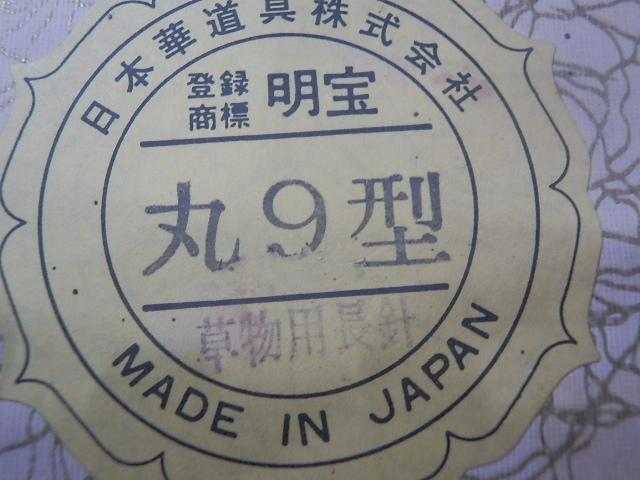 日本華道具株式会社
登録商標 明宝
丸9型
草物用長針
MADE IN JAPAN